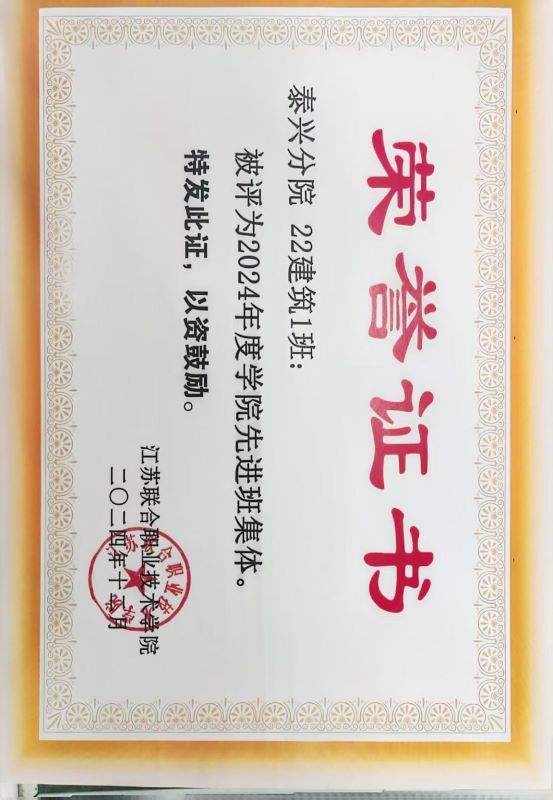 荣誉证书
泰兴分院 22建筑1班:
被评为2024年度学院先进班集体。
特发此证，以资鼓励。
江苏联合职业技术学院
二〇二四年十一月